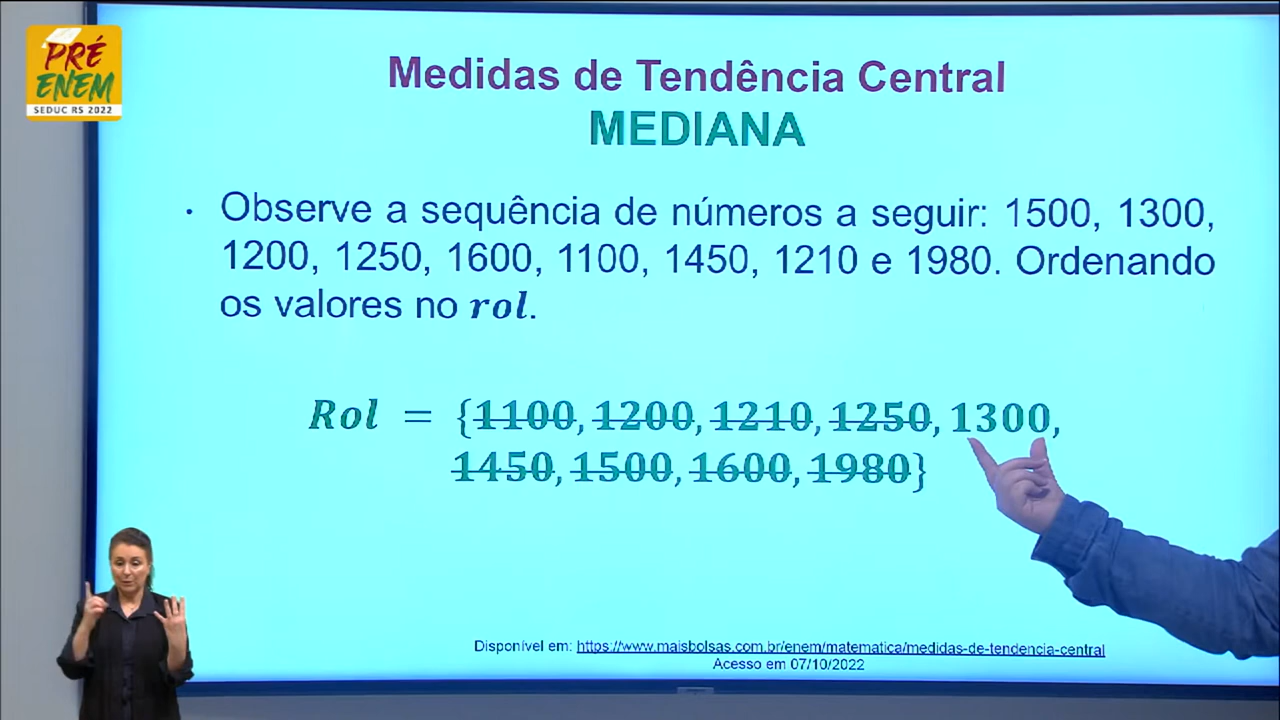 PRÉ
ENEM
SEDUC RS 2022
Medidas de Tendência Central
MEDIANA
• Observe a sequência de números a seguir: 1500, 1300,
1200, 1250, 1600, 1100, 1450, 1210 e 1980. Ordenando
os valores no rol.
Rol = {1100, 1200, 1210, 1250, 1300,
1450, 1500, 1600, 1980}
Disponível em: https://www.maisbolsas.com.br/enem/matematica/medidas-de-tendencia-central
Acesso em 07/10/2022